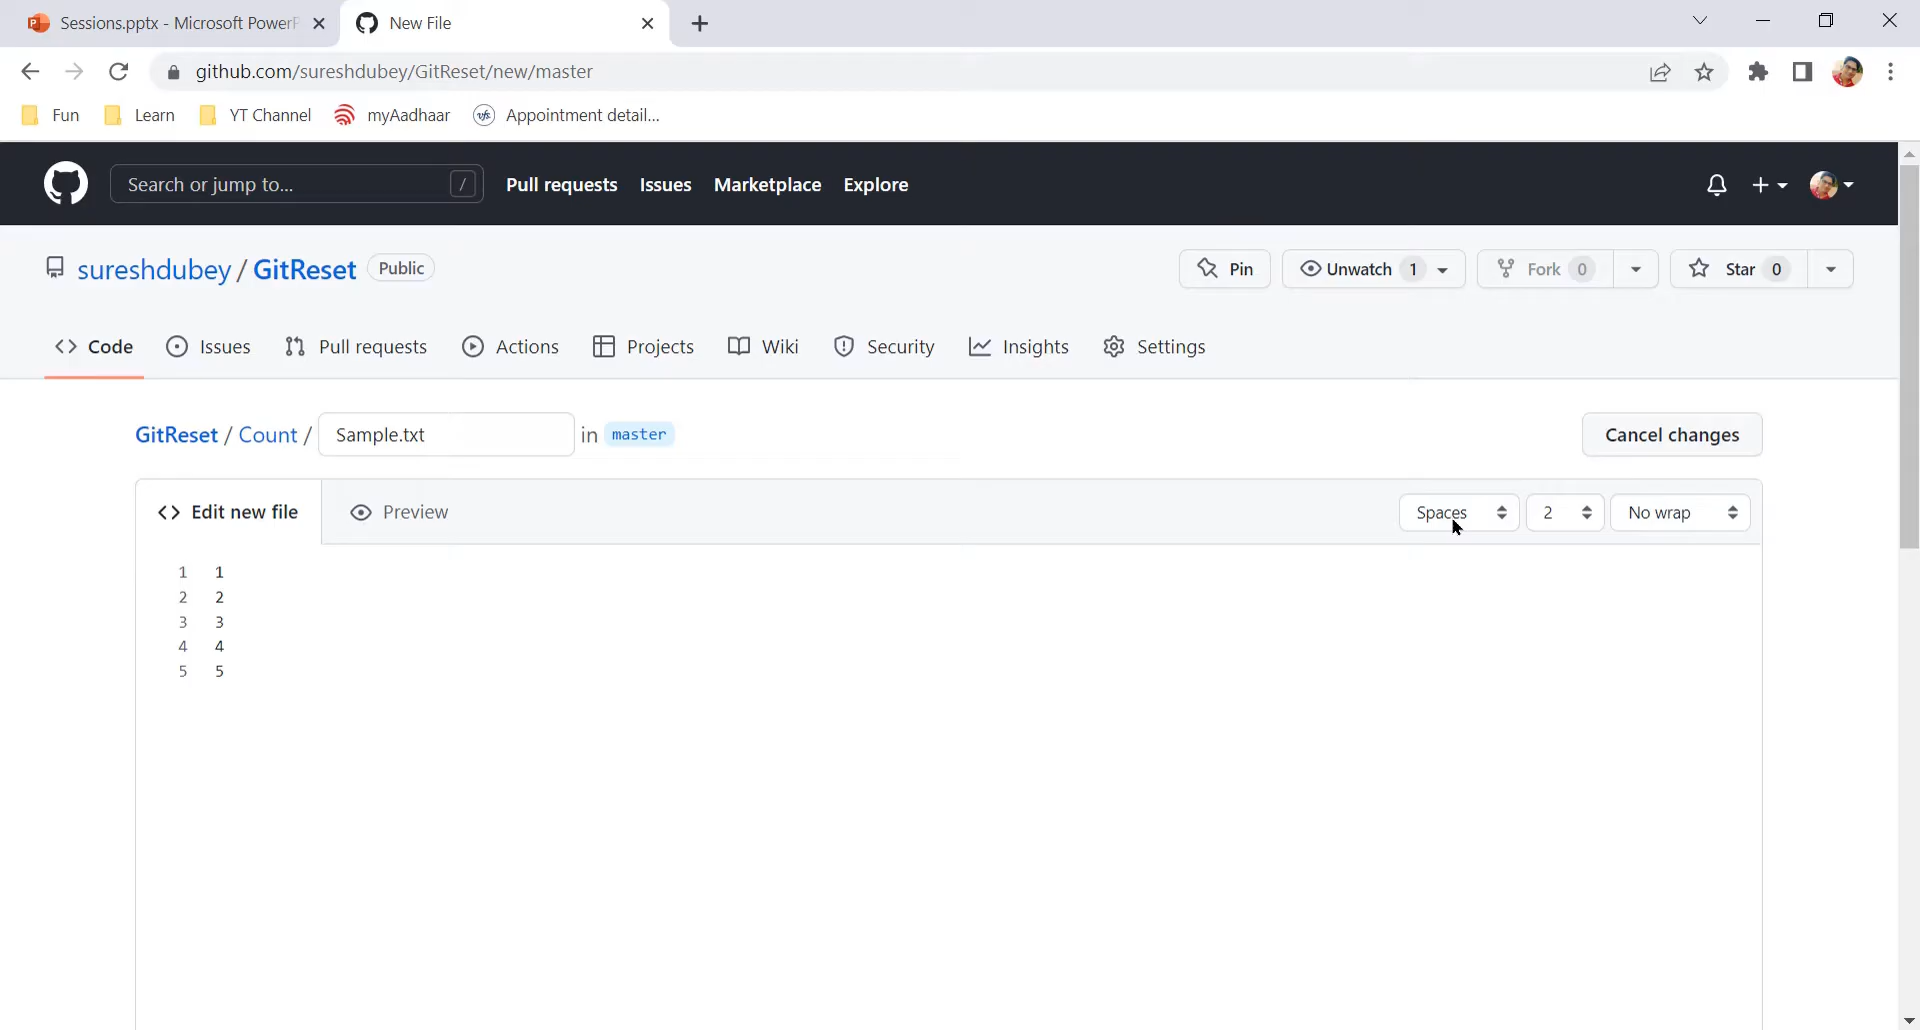 Sessions.pptx - Microsoft PowerP
New File
github.com/sureshdubey/GitReset/new/master
Fun
Learn
YT Channel
myAadhaar
vfs
Appointment detail...
Search or jump to...
/
Pull requests
Issues
Marketplace
Explore
sureshdubey / GitReset
Public
Pin
Unwatch 1
Fork 0
Star 0
Code
Issues
Pull requests
Actions
Projects
Wiki
Security
Insights
Settings
GitReset / Count / Sample.txt in master
Cancel changes
Edit new file
Preview
Spaces
2
No wrap
1 1
2 2
3 3
4 4
5 5